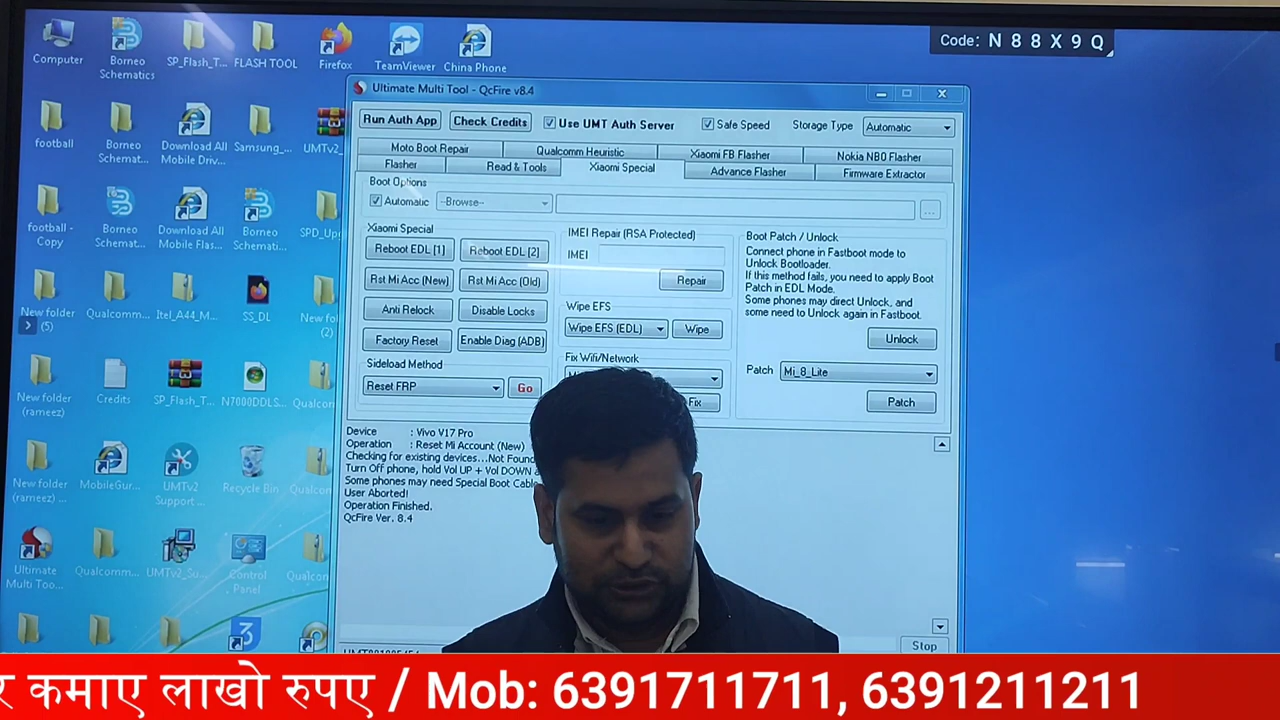 Code: N 8 8 X 9 Q
Computer
Borneo Schematics
SP_Flash_T...
FLASH TOOL
Firefox
TeamViewer
China Phone
football
Borneo Schemat...
Download All Mobile Driv...
Samsung_...
UMTv2_
football - Copy
Borneo Schemat...
Download All Mobile Flas...
Borneo Schemati...
SPD_Upg
New folder (5)
Qualcomm...
Itel_A44_M...
SS_DL
New fo (2)
New folder (rameez)
Credits
SP_Flash_T...
N7000DDLS...
Qualcon
New folder (rameez) ...
MobileGur...
UMTv2 Support ...
Recycle Bin
Qualcon
Ultimate Multi Too...
Qualcomm...
UMTv2_Su...
Control Panel
Qualcon
Ultimate Multi Tool - QcFire v8.4
Run Auth App
Check Credits
Use UMT Auth Server
Safe Speed
Storage Type
Automatic
Moto Boot Repair
Qualcomm Heuristic
Xiaomi FB Flasher
Nokia NB0 Flasher
Flasher
Read & Tools
Xiaomi Special
Advance Flasher
Firmware Extractor
Boot Options
Automatic
--Browse--
...
Xiaomi Special
Reboot EDL [1]
Reboot EDL [2]
Rst Mi Acc (New)
Rst Mi Acc (Old)
Anti Relock
Disable Locks
Factory Reset
Enable Diag (ADB)
Sideload Method
Reset FRP
Go
IMEI Repair (RSA Protected)
IMEI
Repair
Wipe EFS
Wipe EFS (EDL)
Wipe
Fix Wifi/Network
Fix
Boot Patch / Unlock
Connect phone in Fastboot mode to
Unlock Bootloader.
If this method fails, you need to apply Boot
Patch in EDL Mode.
Some phones may direct Unlock, and
some need to Unlock again in Fastboot.
Unlock
Patch
Mi_8_Lite
Patch
Device : Vivo V17 Pro
Operation : Reset Mi Account (New)
Checking for existing devices...Not Found
Turn Off phone, hold Vol UP + Vol DOWN &
Some phones may need Special Boot Cable
User Aborted!
Operation Finished.
QcFire Ver. 8.4
Stop
र कमाए लाखो रुपए / Mob: 6391711711, 6391211211